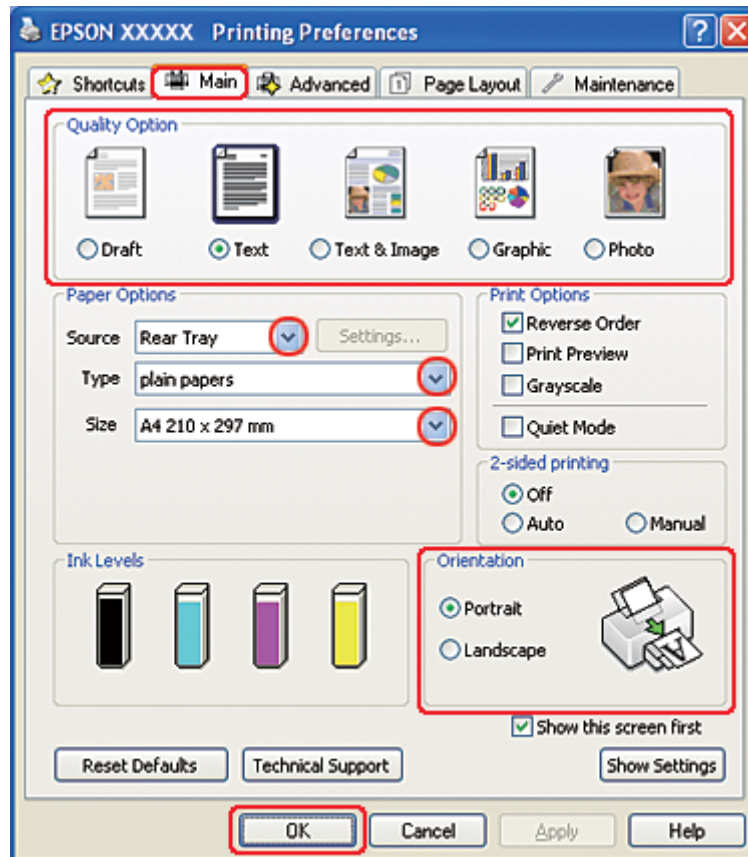 EPSON XXXXX Printing Preferences
Shortcuts Main Advanced 1 Page Layout Maintenance
Quality Option
Draft Text Text & Image Graphic Photo
Paper Options
Source Rear Tray Settings...
Type plain papers
Size A4 210 x 297 mm
Print Options
Reverse Order
Print Preview
Grayscale
Quiet Mode
2-sided printing
Off
Auto Manual
Ink Levels
Orientation
Portrait
Landscape
A
Show this screen first
Reset Defaults Technical Support Show Settings
OK Cancel Apply Help